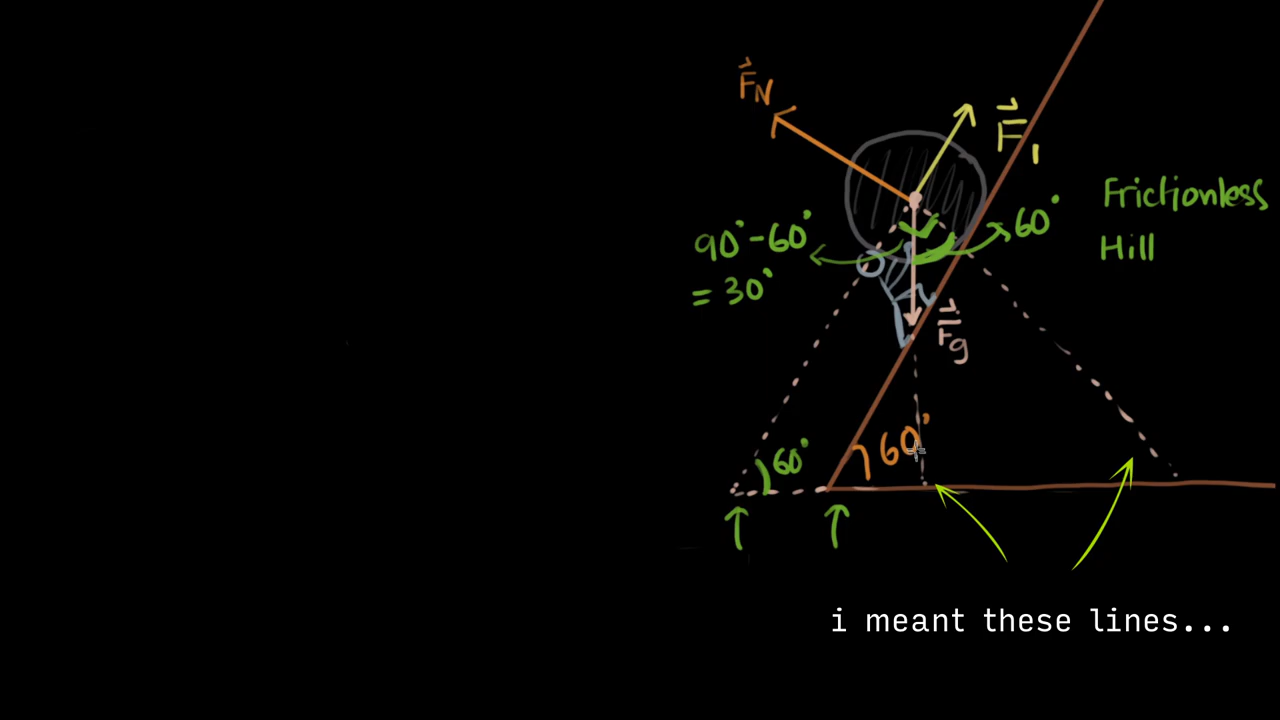 F_N
F_1
Frictionless
Hill
60°
90°-60°
= 30°
F_g
60°
60°
i meant these lines...